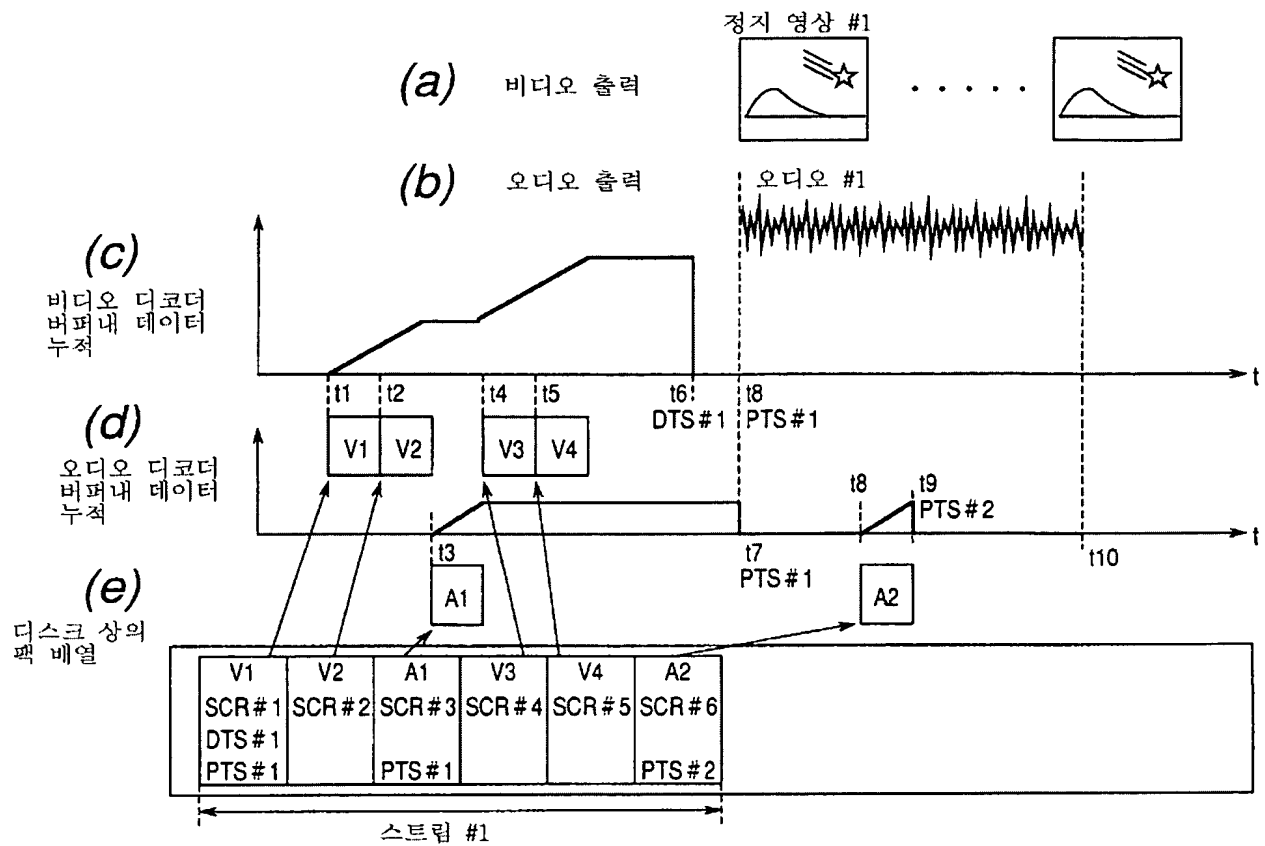 정지 영상 #1
(a) 비디오 출력
(b) 오디오 출력
오디오 #1
(c)
비디오 디코더
버퍼내 데이터
누적
t
t1 t2 t4 t5 t6 t8
DTS#1 PTS#1
(d)
V1 V2 V3 V4
오디오 디코더
버퍼내 데이터
누적
t8 t9
PTS#2
t
t3 t7 t10
PTS#1
(e)
A1 A2
디스크 상의
팩 배열
V1 V2 A1 V3 V4 A2
SCR#1 SCR#2 SCR#3 SCR#4 SCR#5 SCR#6
DTS#1
PTS#1 PTS#1 PTS#2
스트림 #1